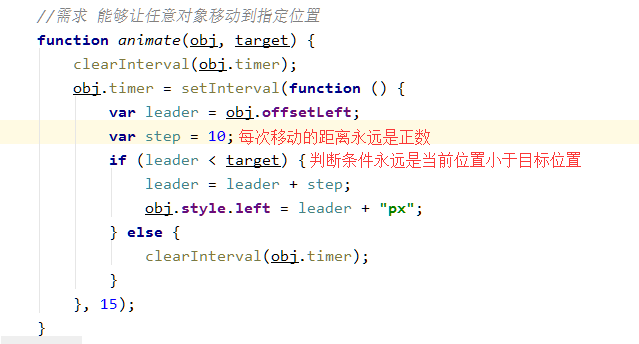 //需求 能够让任意对象移动到指定位置
function animate(obj, target) {
clearInterval(obj.timer);
obj.timer = setInterval(function () {
var leader = obj.offsetLeft;
var step = 10; 每次移动的距离永远是正数
if (leader < target) { 判断条件永远是当前位置小于目标位置
leader = leader + step;
obj.style.left = leader + "px";
} else {
clearInterval(obj.timer);
}
}, 15);
}